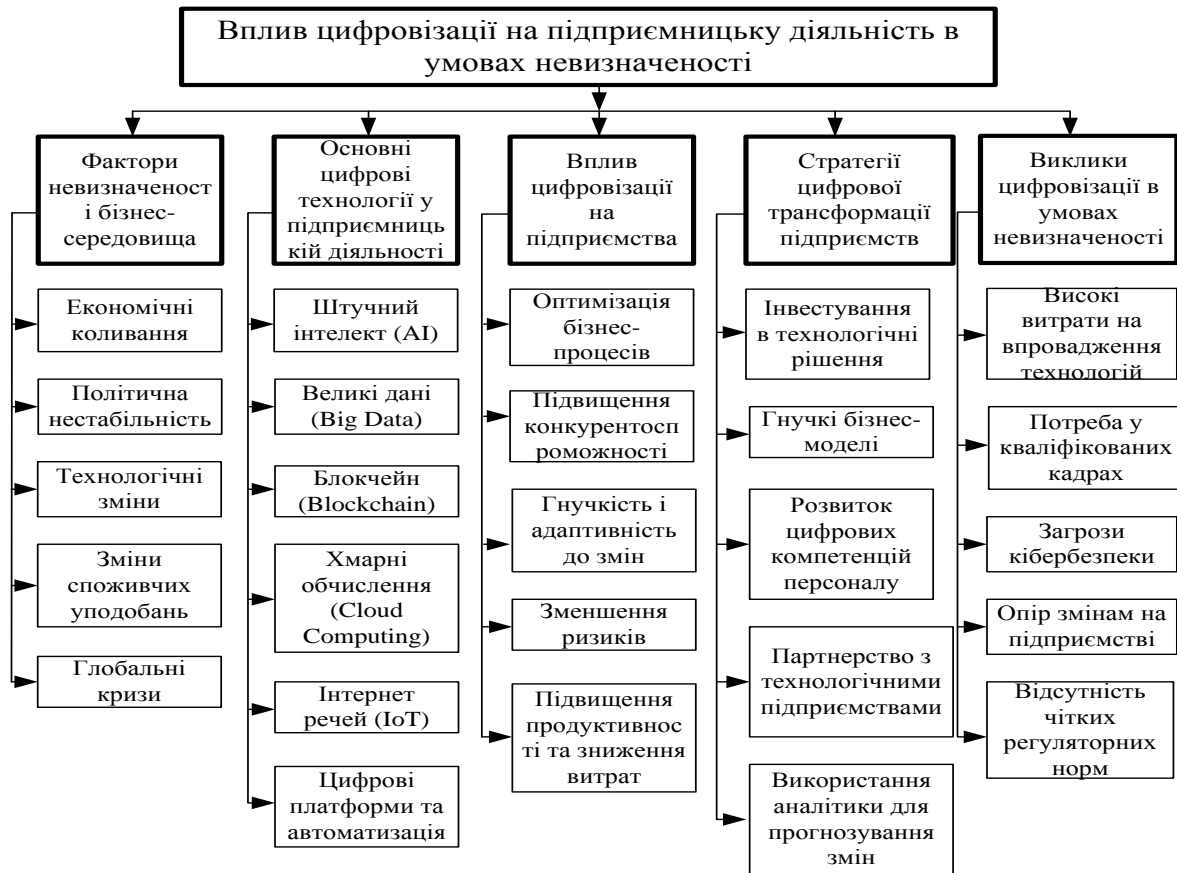 Вплив цифровізації на підприємницьку діяльність в
умовах невизначеності
Фактори
невизначеност
і бізнес-
середовища
Економічні
коливання
Політична
нестабільність
Технологічні
зміни
Зміни
споживчих
уподобань
Глобальні
кризи
Основні
цифрові
технології у
підприємниць
кій діяльності
Штучний
інтелект (AI)
Великі дані
(Big Data)
Блокчейн
(Blockchain)
Хмарні
обчислення
(Cloud
Computing)
Інтернет
речей (IoT)
Цифрові
платформи та
автоматизація
Вплив
цифровізації
на
підприємства
Оптимізація
бізнес-
процесів
Підвищення
конкурентосп
роможності
Гнучкість і
адаптивність
до змін
Зменшення
ризиків
Підвищення
продуктивнос
ті та зниження
витрат
Стратегії
цифрової
трансформації
підприємств
Інвестування
в технологічні
рішення
Гнучкі бізнес-
моделі
Розвиток
цифрових
компетенцій
персоналу
Партнерство з
технологічними
підприємствами
Використання
аналітики для
прогнозування
змін
Виклики
цифровізації в
умовах
невизначеності
Високі
витрати на
впровадження
технологій
Потреба у
кваліфікованих
кадрах
Загрози
кібербезпеки
Опір змінам на
підприємстві
Відсутність
чітких
регуляторних
норм